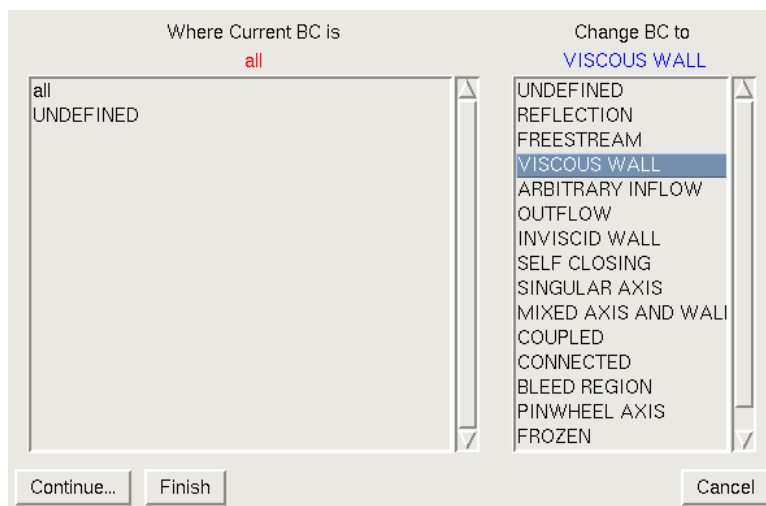 Where Current BC is
all
all
UNDEFINED
Change BC to
VISCOUS WALL
UNDEFINED
REFLECTION
FREESTREAM
VISCOUS WALL
ARBITRARY INFLOW
OUTFLOW
INVISCID WALL
SELF CLOSING
SINGULAR AXIS
MIXED AXIS AND WALL
COUPLED
CONNECTED
BLEED REGION
PINWHEEL AXIS
FROZEN
Continue...
Finish
Cancel